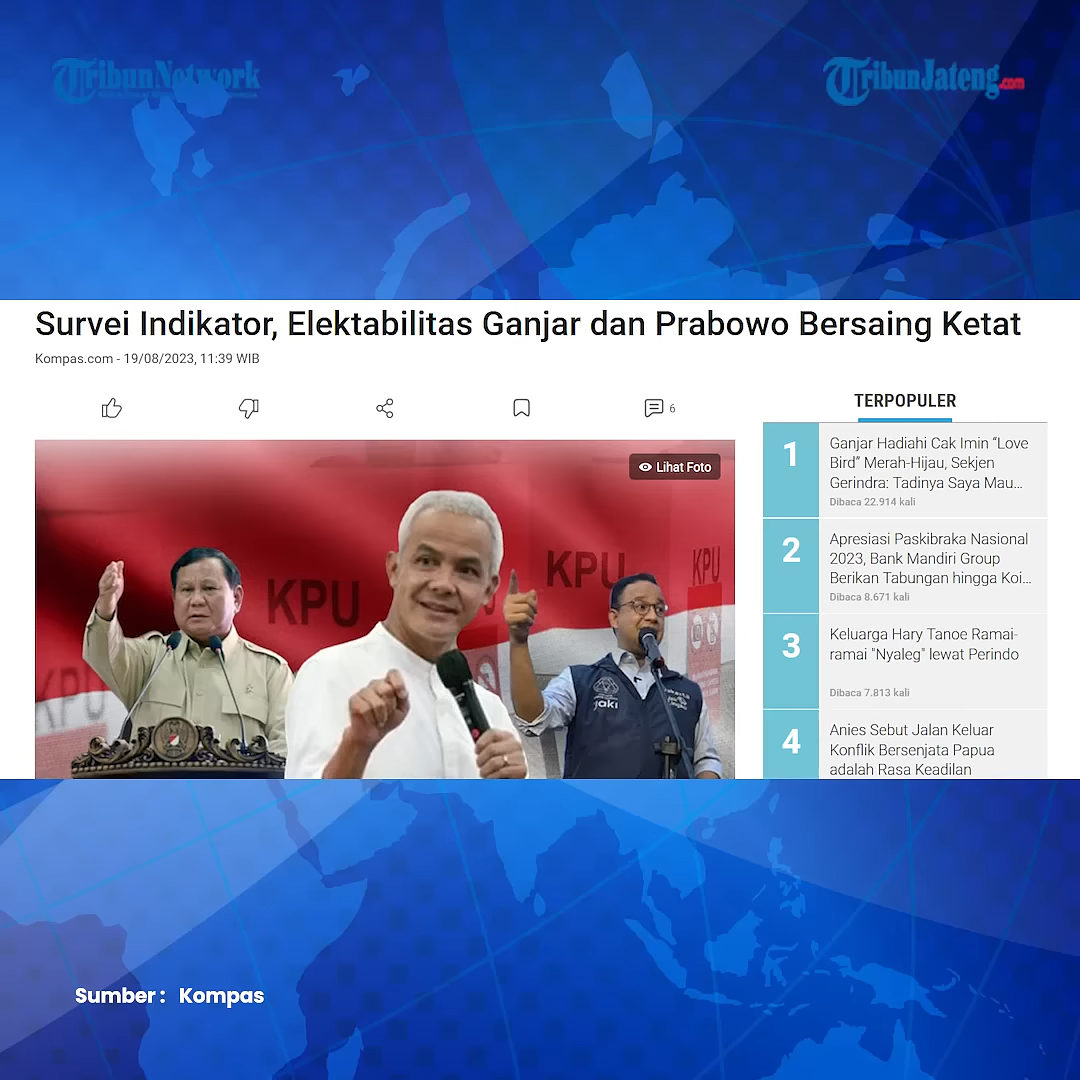 TribunNetwork
TribunJateng.com
Survei Indikator, Elektabilitas Ganjar dan Prabowo Bersaing Ketat
Kompas.com - 19/08/2023, 11:39 WIB
6
Lihat Foto
KPU
KPU
KPU
KPU
jaki
TERPOPULER
1
Ganjar Hadiahi Cak Imin “Love
Bird” Merah-Hijau, Sekjen
Gerindra: Tadinya Saya Mau...
Dibaca 22.914 kali
2
Apresiasi Paskibraka Nasional
2023, Bank Mandiri Group
Berikan Tabungan hingga Koi...
Dibaca 8.671 kali
3
Keluarga Hary Tanoe Ramai-
ramai "Nyaleg" lewat Perindo
Dibaca 7.813 kali
4
Anies Sebut Jalan Keluar
Konflik Bersenjata Papua
adalah Rasa Keadilan
Sumber : Kompas